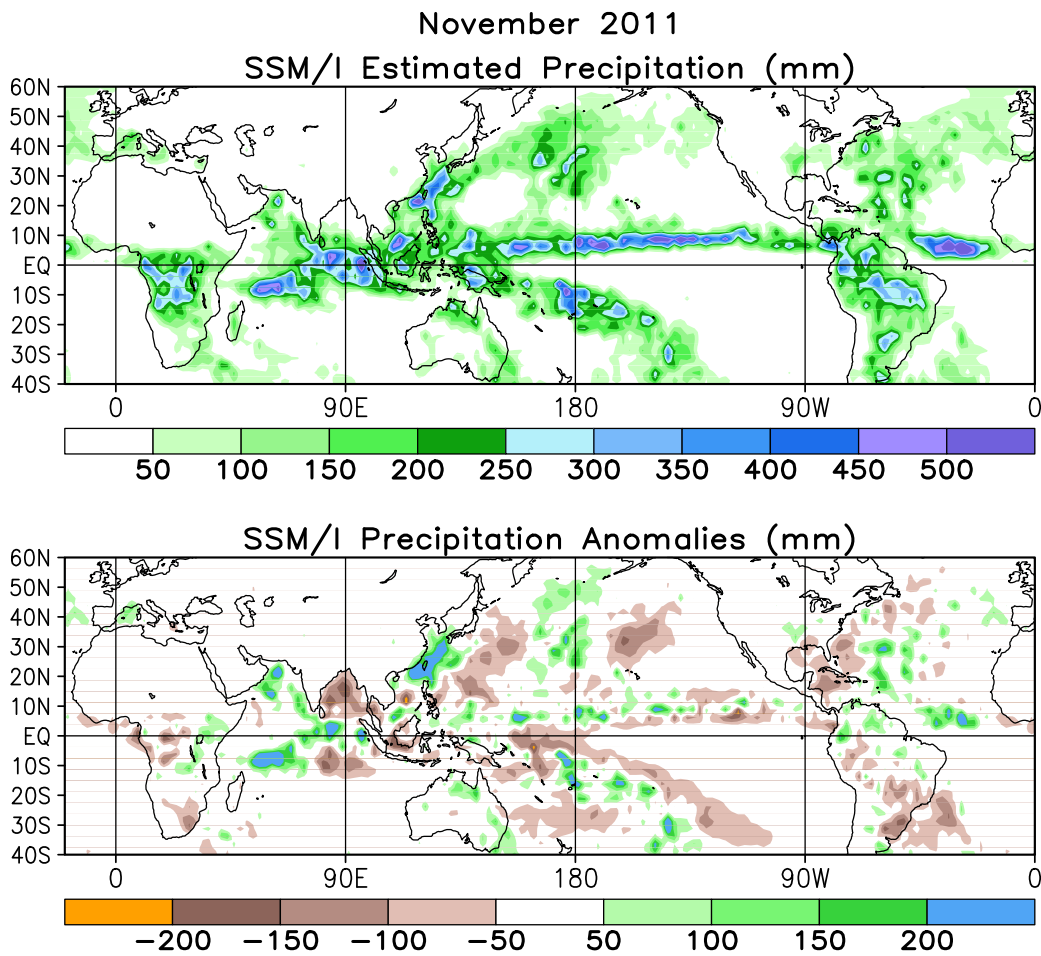 November 2011
SSM/I Estimated Precipitation (mm)
60N
50N
40N
30N
20N
10N
EQ
10S
20S
30S
40S
0 90E 180 90W 0
50 100 150 200 250 300 350 400 450 500
SSM/I Precipitation Anomalies (mm)
60N
50N
40N
30N
20N
10N
EQ
10S
20S
30S
40S
0 90E 180 90W 0
−200 −150 −100 −50 50 100 150 200